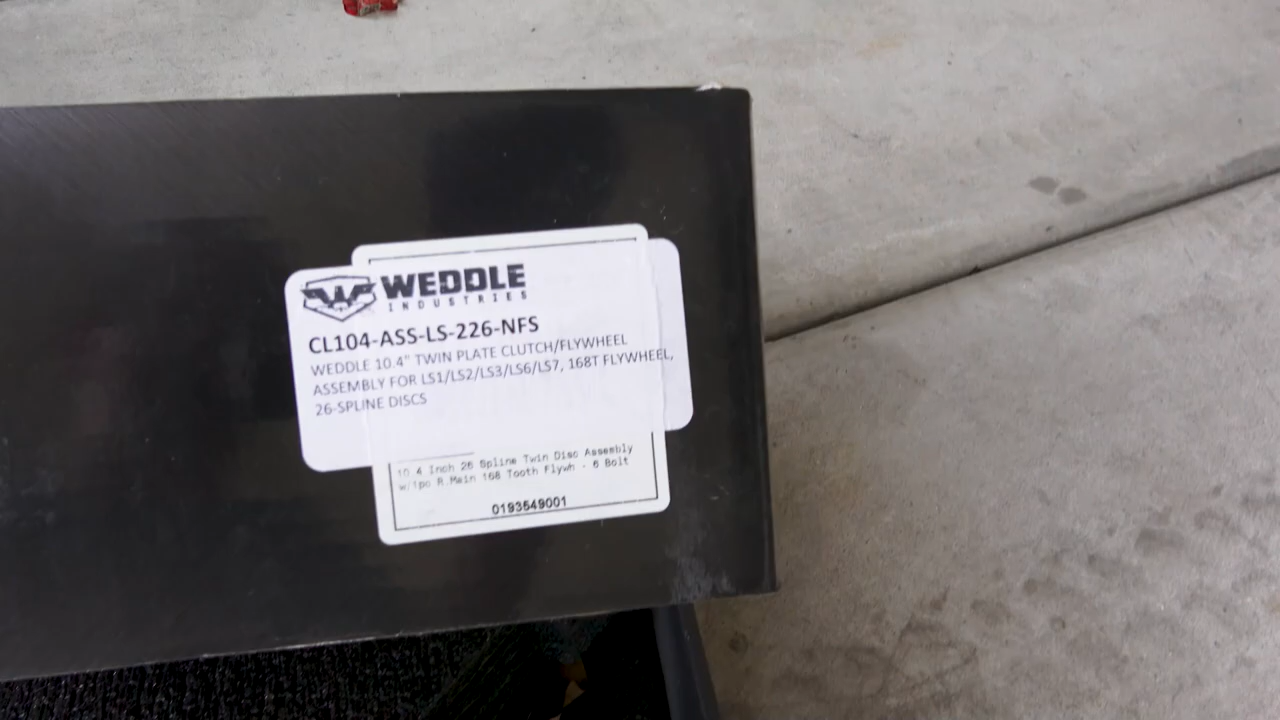 WEDDLE
INDUSTRIES
CL104-ASS-LS-226-NFS
WEDDLE 10.4" TWIN PLATE CLUTCH/FLYWHEEL
ASSEMBLY FOR LS1/LS2/LS3/LS6/LS7, 168T FLYWHEEL,
26-SPLINE DISCS
10.4 Inch 26 Spline Twin Disc Assembly
w/1pc R.Main 168 Tooth Flywh - 6 Bolt
0193549001